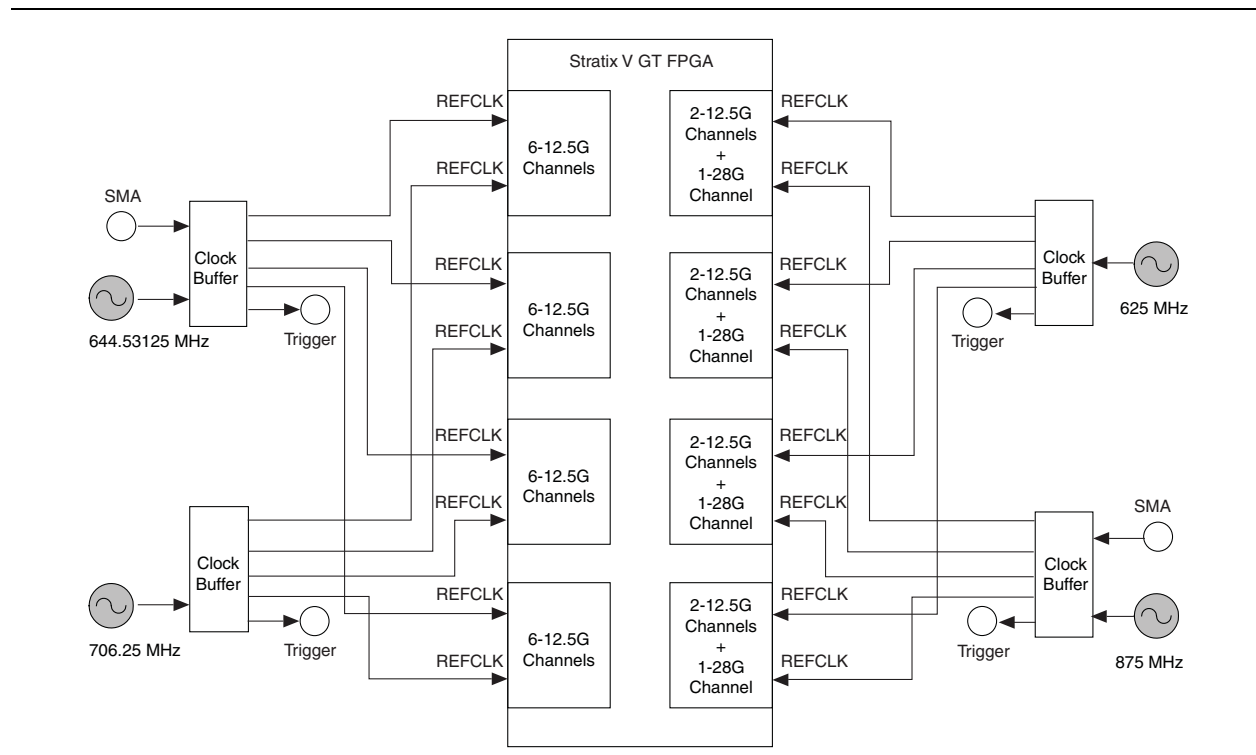 Stratix V GT FPGA
REFCLK
6-12.5G
Channels
REFCLK
REFCLK
2-12.5G
Channels
+
1-28G
Channel
REFCLK
SMA
Clock
Buffer
644.53125 MHz
Trigger
REFCLK
6-12.5G
Channels
REFCLK
REFCLK
2-12.5G
Channels
+
1-28G
Channel
REFCLK
Clock
Buffer
625 MHz
Trigger
REFCLK
6-12.5G
Channels
REFCLK
REFCLK
2-12.5G
Channels
+
1-28G
Channel
REFCLK
Clock
Buffer
706.25 MHz
Trigger
REFCLK
6-12.5G
Channels
REFCLK
REFCLK
2-12.5G
Channels
+
1-28G
Channel
REFCLK
SMA
Clock
Buffer
Trigger
875 MHz